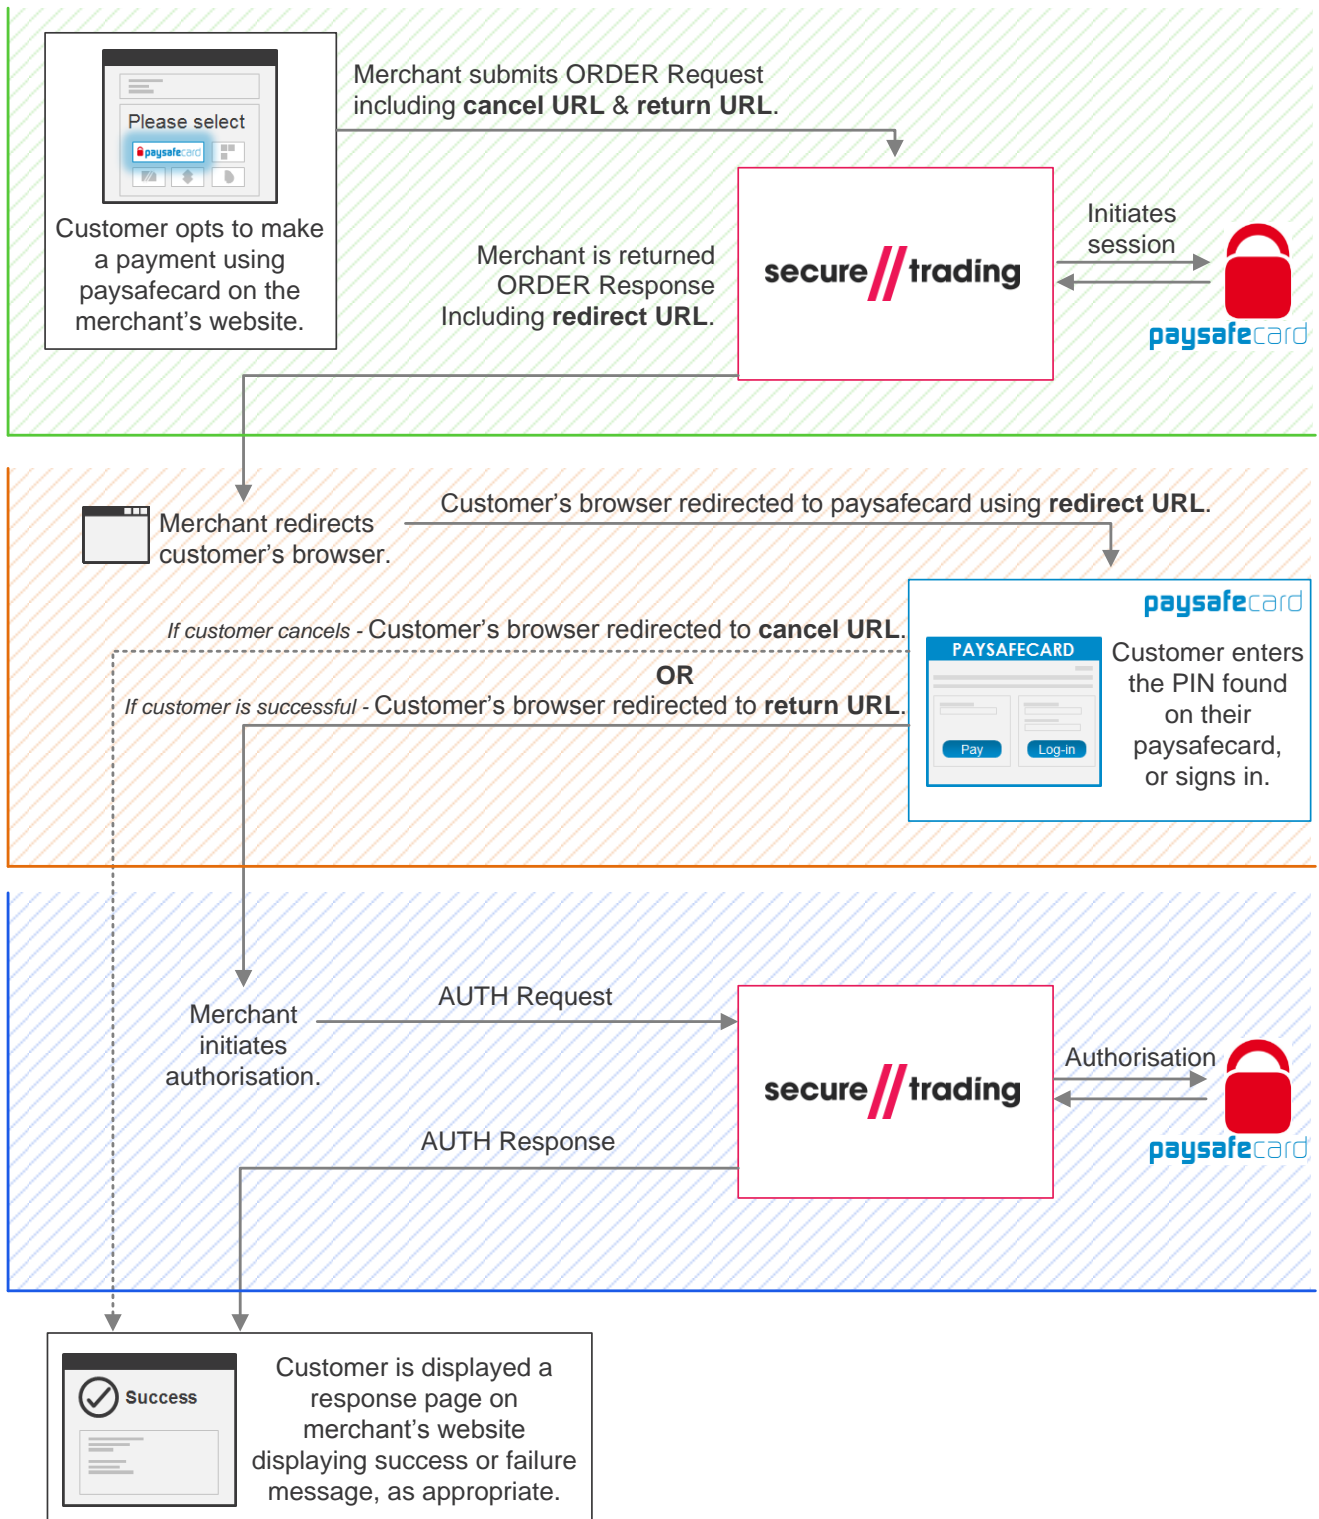 Merchant submits ORDER Request
including cancel URL & return URL.
Please select
paysafecard
Customer opts to make
a payment using
paysafecard on the
merchant's website.
Merchant is returned
ORDER Response
Including redirect URL.
secure//trading
Initiates
session
paysafecard
Customer's browser redirected to paysafecard using redirect URL.
Merchant redirects
customer's browser.
paysafecard
If customer cancels - Customer's browser redirected to cancel URL.
OR
If customer is successful - Customer's browser redirected to return URL.
PAYSAFECARD
Pay
Log-in
Customer enters
the PIN found
on their
paysafecard,
or signs in.
Merchant
initiates
authorisation.
AUTH Request
AUTH Response
secure//trading
Authorisation
paysafecard
Success
Customer is displayed a
response page on
merchant's website
displaying success or failure
message, as appropriate.